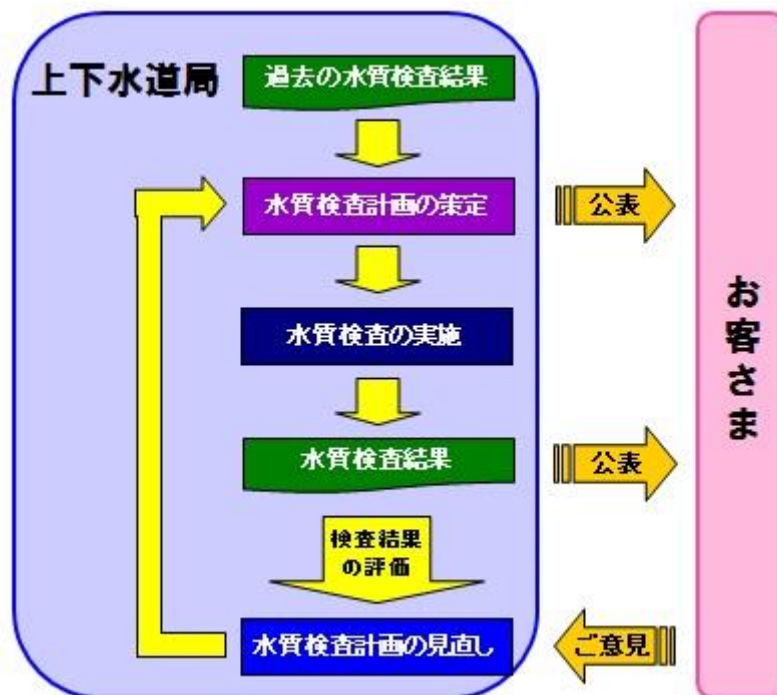 上下水道局
過去の水質検査結果
水質検査計画の策定
公表
水質検査の実施
水質検査結果
公表
検査結果
の評価
水質検査計画の見直し
ご意見
お客さま